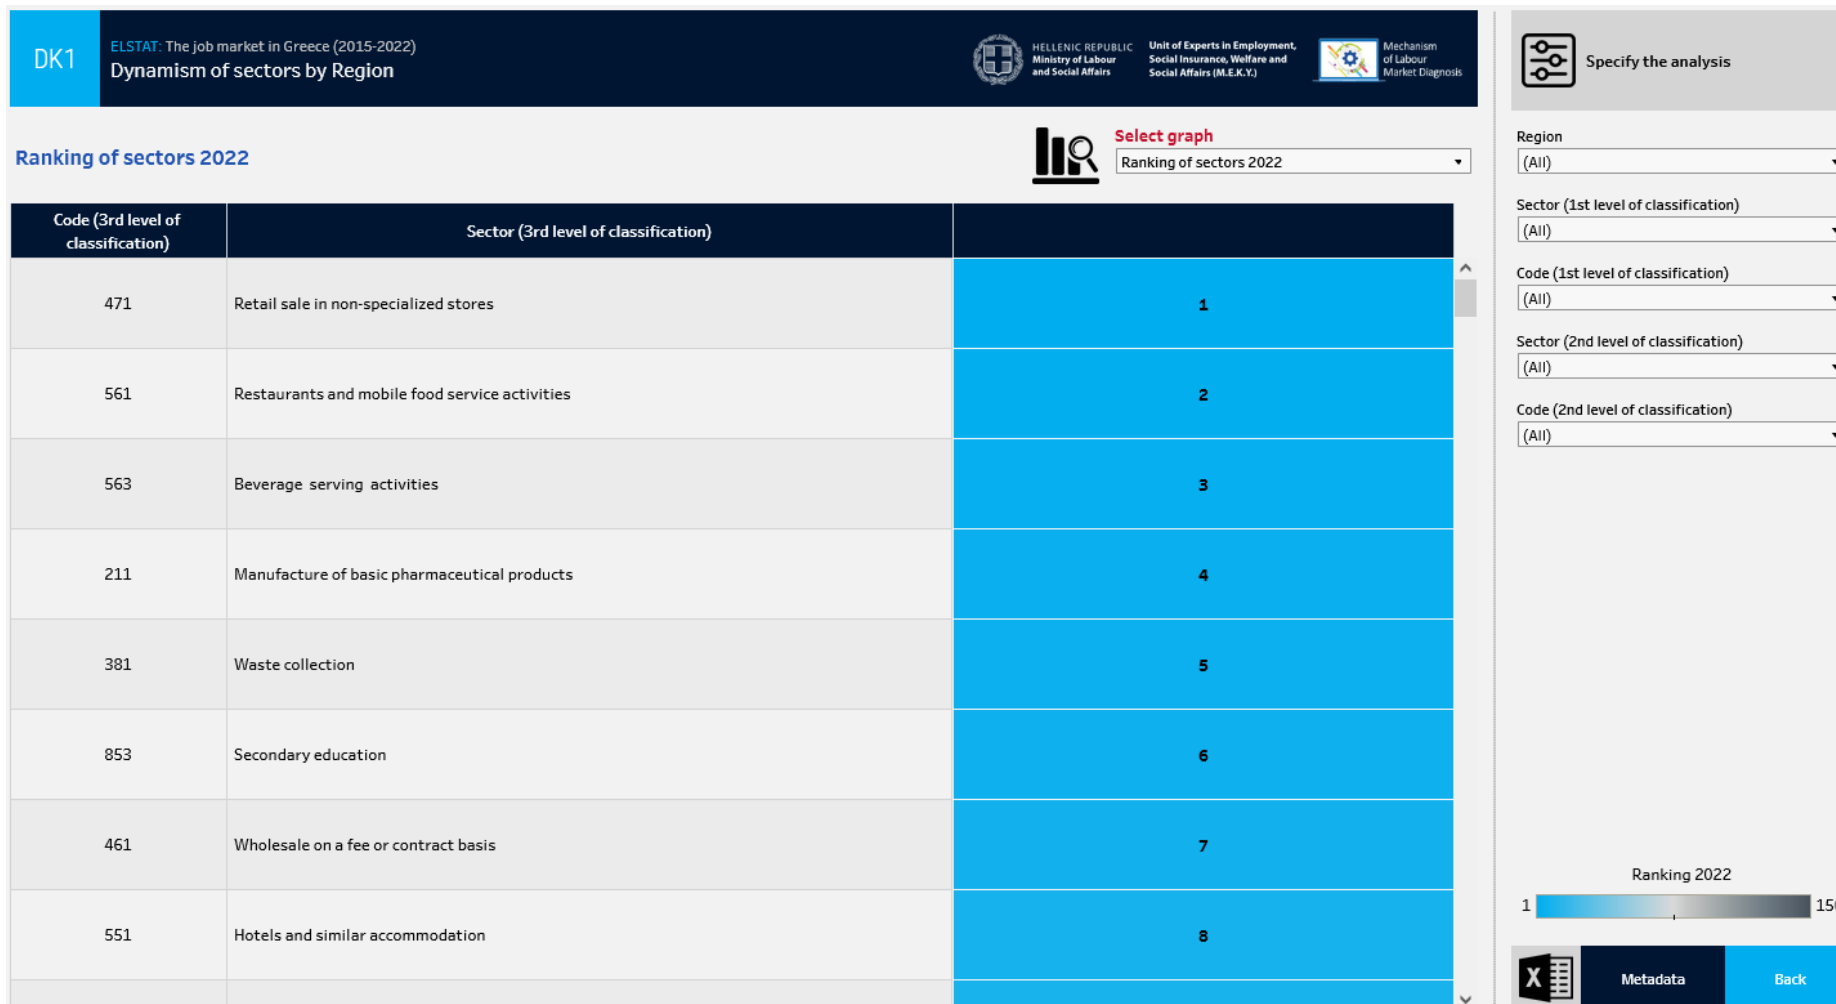 DK1
ELSTAT: The job market in Greece (2015-2022)
Dynamism of sectors by Region
HELLENIC REPUBLIC
Ministry of Labour
and Social Affairs
Unit of Experts in Employment,
Social Insurance, Welfare and
Social Affairs (M.E.K.Y.)
Mechanism
of Labour
Market Diagnosis
Specify the analysis
Ranking of sectors 2022
Select graph
Ranking of sectors 2022
Region
(All)
Sector (1st level of classification)
(All)
Code (1st level of classification)
(All)
Sector (2nd level of classification)
(All)
Code (2nd level of classification)
(All)
Code (3rd level of
classification)
Sector (3rd level of classification)
471 Retail sale in non-specialized stores 1
561 Restaurants and mobile food service activities 2
563 Beverage serving activities 3
211 Manufacture of basic pharmaceutical products 4
381 Waste collection 5
853 Secondary education 6
461 Wholesale on a fee or contract basis 7
551 Hotels and similar accommodation 8
Ranking 2022
1
X
Metadata
Back